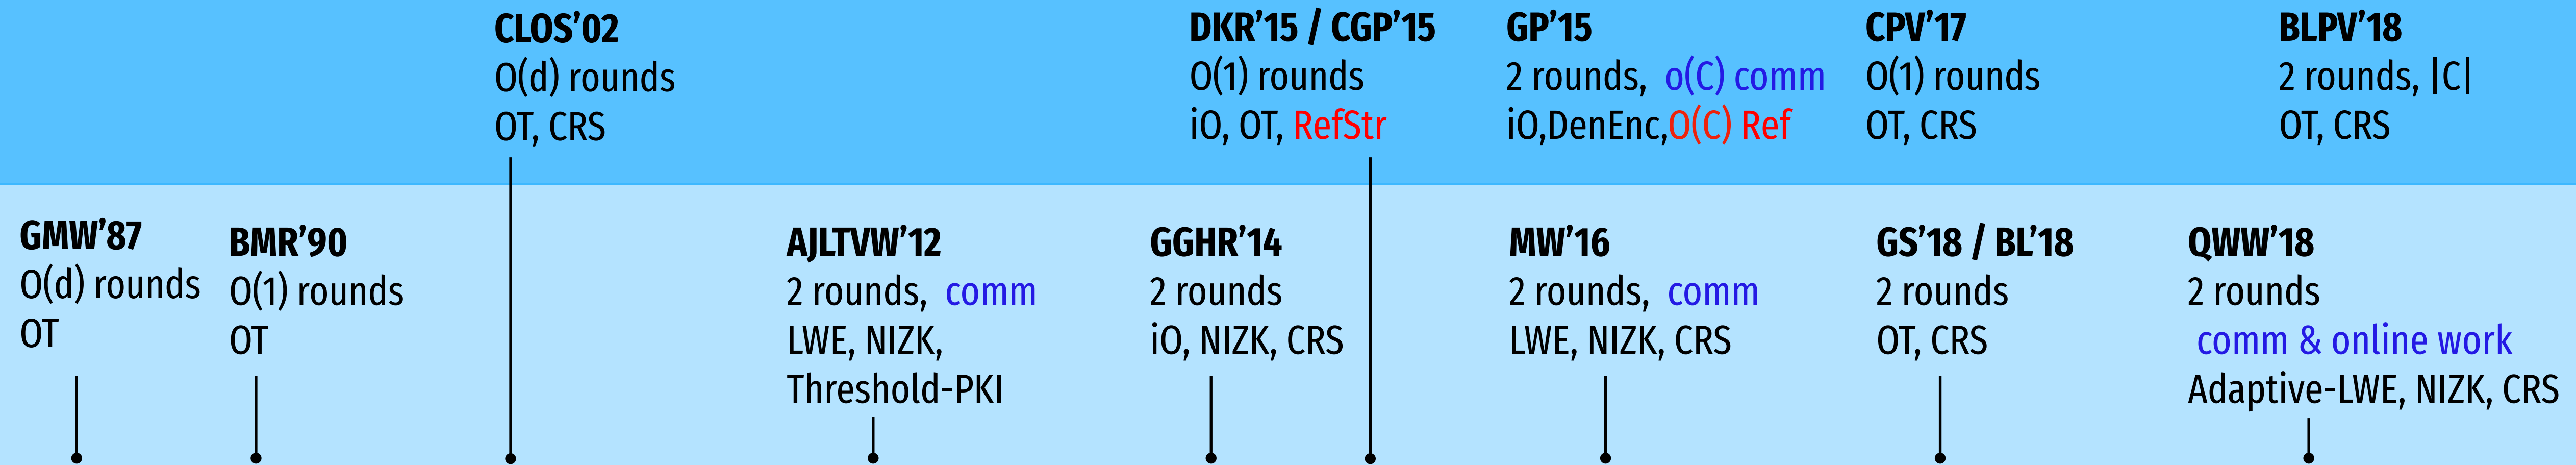 CLOS’02
O(d) rounds
OT, CRS
DKR’15 / CGP’15
O(1) rounds
iO, OT, RefStr
GP’15
2 rounds, o(C) comm
iO,DenEnc,O(C) Ref
CPV’17
O(1) rounds
OT, CRS
BLPV’18
2 rounds, |C|
OT, CRS
GMW’87
O(d) rounds
OT
BMR’90
O(1) rounds
OT
AJLTVW’12
2 rounds, comm
LWE, NIZK,
Threshold-PKI
GGHR’14
2 rounds
iO, NIZK, CRS
MW’16
2 rounds, comm
LWE, NIZK, CRS
GS’18 / BL’18
2 rounds
OT, CRS
QWW’18
2 rounds
comm & online work
Adaptive-LWE, NIZK, CRS